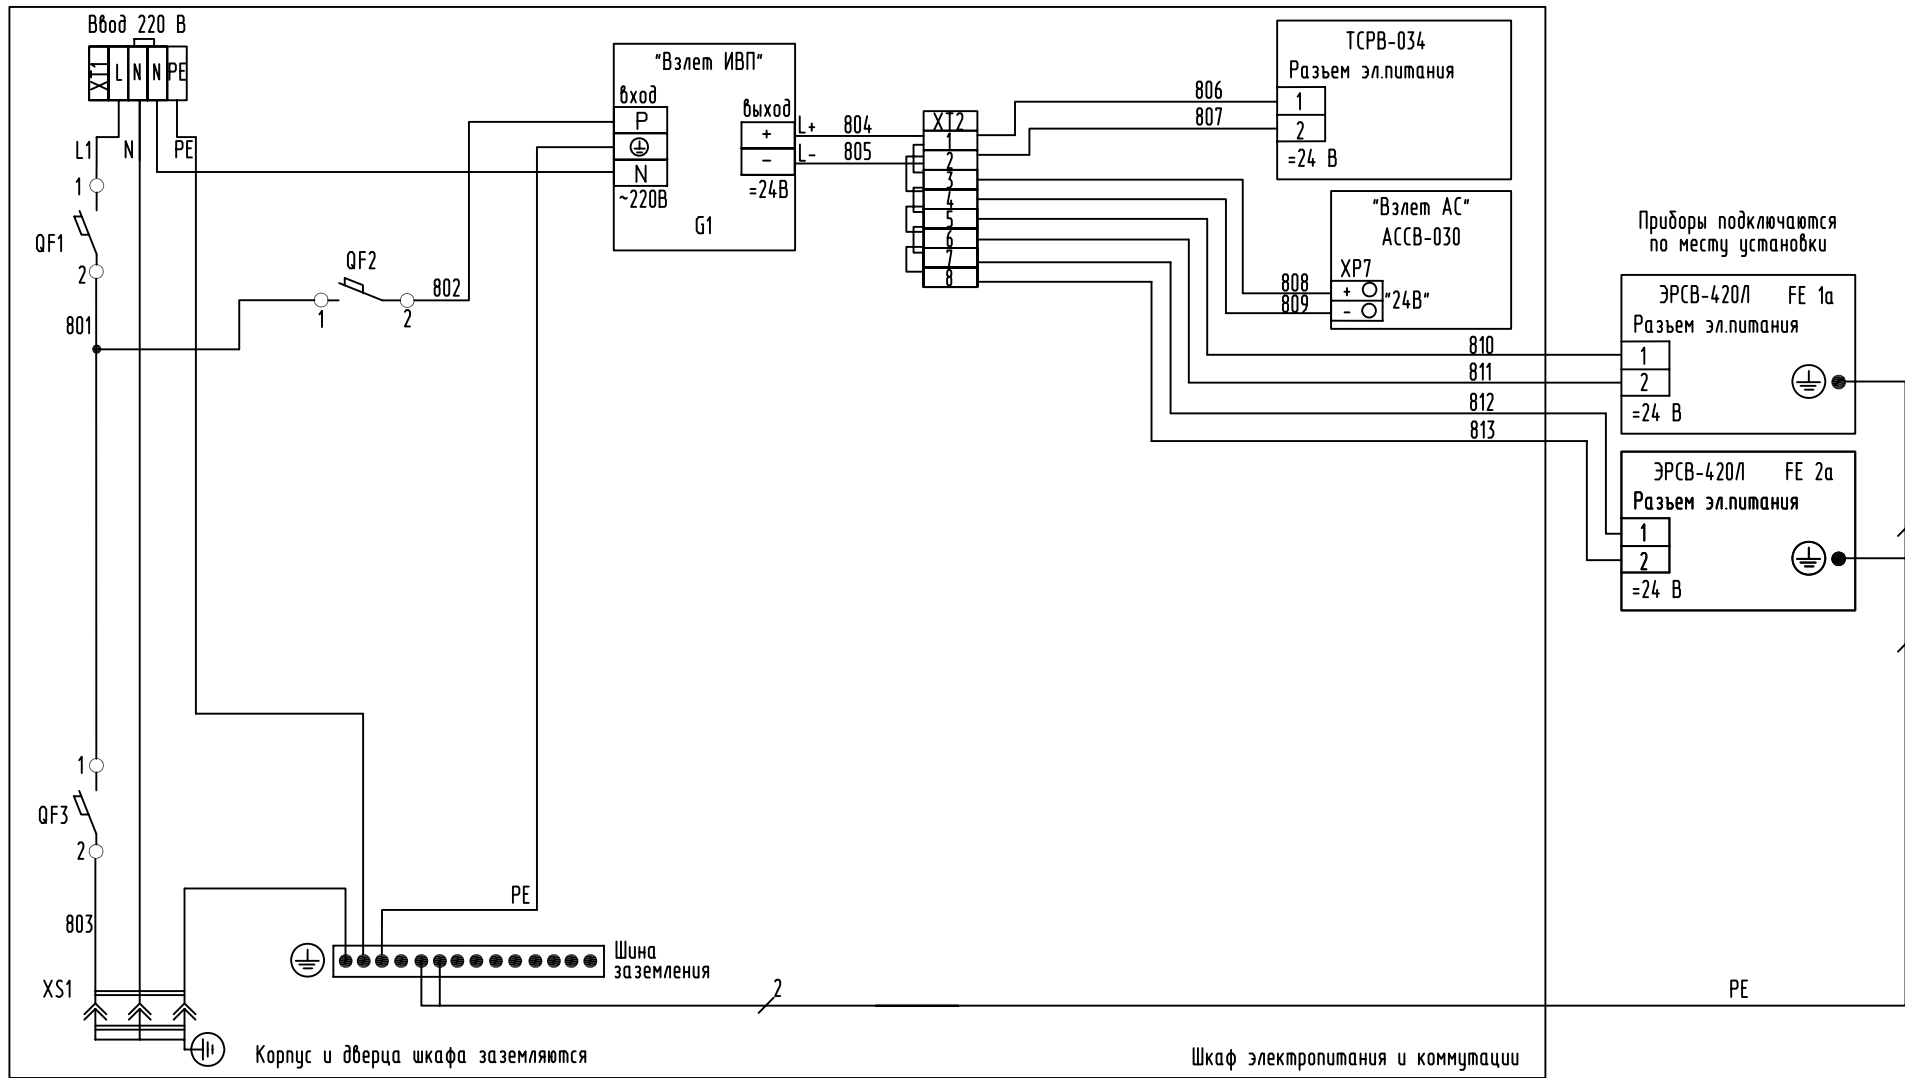 Ввод 220 В
XT1 L N N PE
L1 N PE
1
QF1
2
801
QF2
1 2
802
1
QF3
2
803
XS1
"Взлет ИВП"
вход
P
N
~220В
выход
+
-
=24В
G1
L+ 804
L- 805
XT2
1
2
3
4
5
6
7
8
806
807
ТСРВ-034
Разъем эл.питания
1
2
=24 В
"Взлет АС"
АССВ-030
XP7
+
-
"24В"
808
809
810
811
812
813
Приборы подключаются
по месту установки
ЭРСВ-420Л FE 1а
Разъем эл.питания
1
2
=24 В
ЭРСВ-420Л FE 2а
Разъем эл.питания
1
2
=24 В
PE
Шина
заземления
2
PE
Корпус и дверца шкафа заземляются
Шкаф электропитания и коммутации